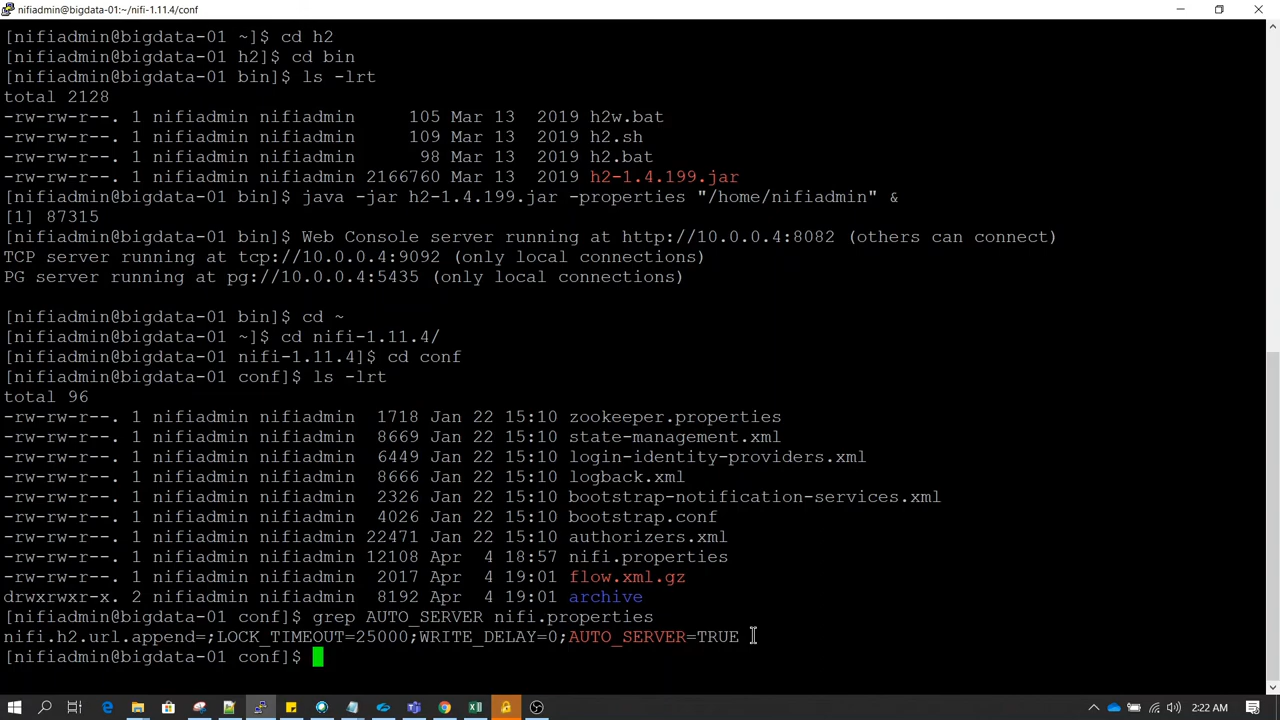 nifiadmin@bigdata-01:~/nifi-1.11.4/conf
[nifiadmin@bigdata-01 ~]$ cd h2
[nifiadmin@bigdata-01 h2]$ cd bin
[nifiadmin@bigdata-01 bin]$ ls -lrt
total 2128
-rw-rw-r--. 1 nifiadmin nifiadmin     105 Mar 13  2019 h2w.bat
-rw-rw-r--. 1 nifiadmin nifiadmin     109 Mar 13  2019 h2.sh
-rw-rw-r--. 1 nifiadmin nifiadmin      98 Mar 13  2019 h2.bat
-rw-rw-r--. 1 nifiadmin nifiadmin 2166760 Mar 13  2019 h2-1.4.199.jar
[nifiadmin@bigdata-01 bin]$ java -jar h2-1.4.199.jar -properties "/home/nifiadmin" &
[1] 87315
[nifiadmin@bigdata-01 bin]$ Web Console server running at http://10.0.0.4:8082 (others can connect)
TCP server running at tcp://10.0.0.4:9092 (only local connections)
PG server running at pg://10.0.0.4:5435 (only local connections)
[nifiadmin@bigdata-01 bin]$ cd ~
[nifiadmin@bigdata-01 ~]$ cd nifi-1.11.4/
[nifiadmin@bigdata-01 nifi-1.11.4]$ cd conf
[nifiadmin@bigdata-01 conf]$ ls -lrt
total 96
-rw-rw-r--. 1 nifiadmin nifiadmin  1718 Jan 22 15:10 zookeeper.properties
-rw-rw-r--. 1 nifiadmin nifiadmin  8669 Jan 22 15:10 state-management.xml
-rw-rw-r--. 1 nifiadmin nifiadmin  6449 Jan 22 15:10 login-identity-providers.xml
-rw-rw-r--. 1 nifiadmin nifiadmin  8666 Jan 22 15:10 logback.xml
-rw-rw-r--. 1 nifiadmin nifiadmin  2326 Jan 22 15:10 bootstrap-notification-services.xml
-rw-rw-r--. 1 nifiadmin nifiadmin  4026 Jan 22 15:10 bootstrap.conf
-rw-rw-r--. 1 nifiadmin nifiadmin 22471 Jan 22 15:10 authorizers.xml
-rw-rw-r--. 1 nifiadmin nifiadmin 12108 Apr  4 18:57 nifi.properties
-rw-rw-r--. 1 nifiadmin nifiadmin  2017 Apr  4 19:01 flow.xml.gz
drwxrwxr-x. 2 nifiadmin nifiadmin  8192 Apr  4 19:01 archive
[nifiadmin@bigdata-01 conf]$ grep AUTO_SERVER nifi.properties
nifi.h2.url.append=;LOCK_TIMEOUT=25000;WRITE_DELAY=0;AUTO_SERVER=TRUE
[nifiadmin@bigdata-01 conf]$
2:22 AM